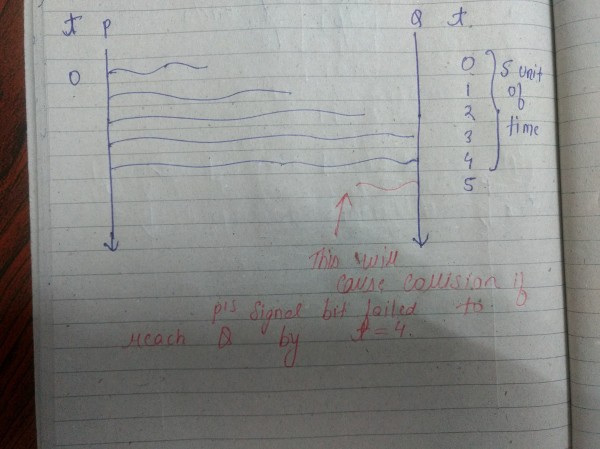 t P Q t.
0 0 5 unit
1 of
2 time
3
4
5
This will
cause collision if
P's signal bit failed to
reach Q by t=4.